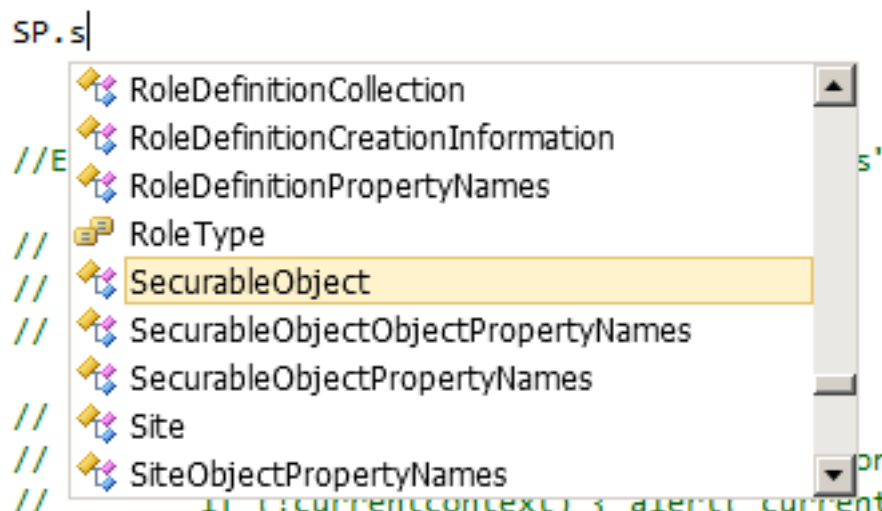 SP.s
RoleDefinitionCollection
RoleDefinitionCreationInformation
//E
RoleDefinitionPropertyNames
s'
RoleType
//
SecurableObject
//
SecurableObjectObjectPropertyNames
//
SecurableObjectPropertyNames
Site
//
SiteObjectPropertyNames
//
//